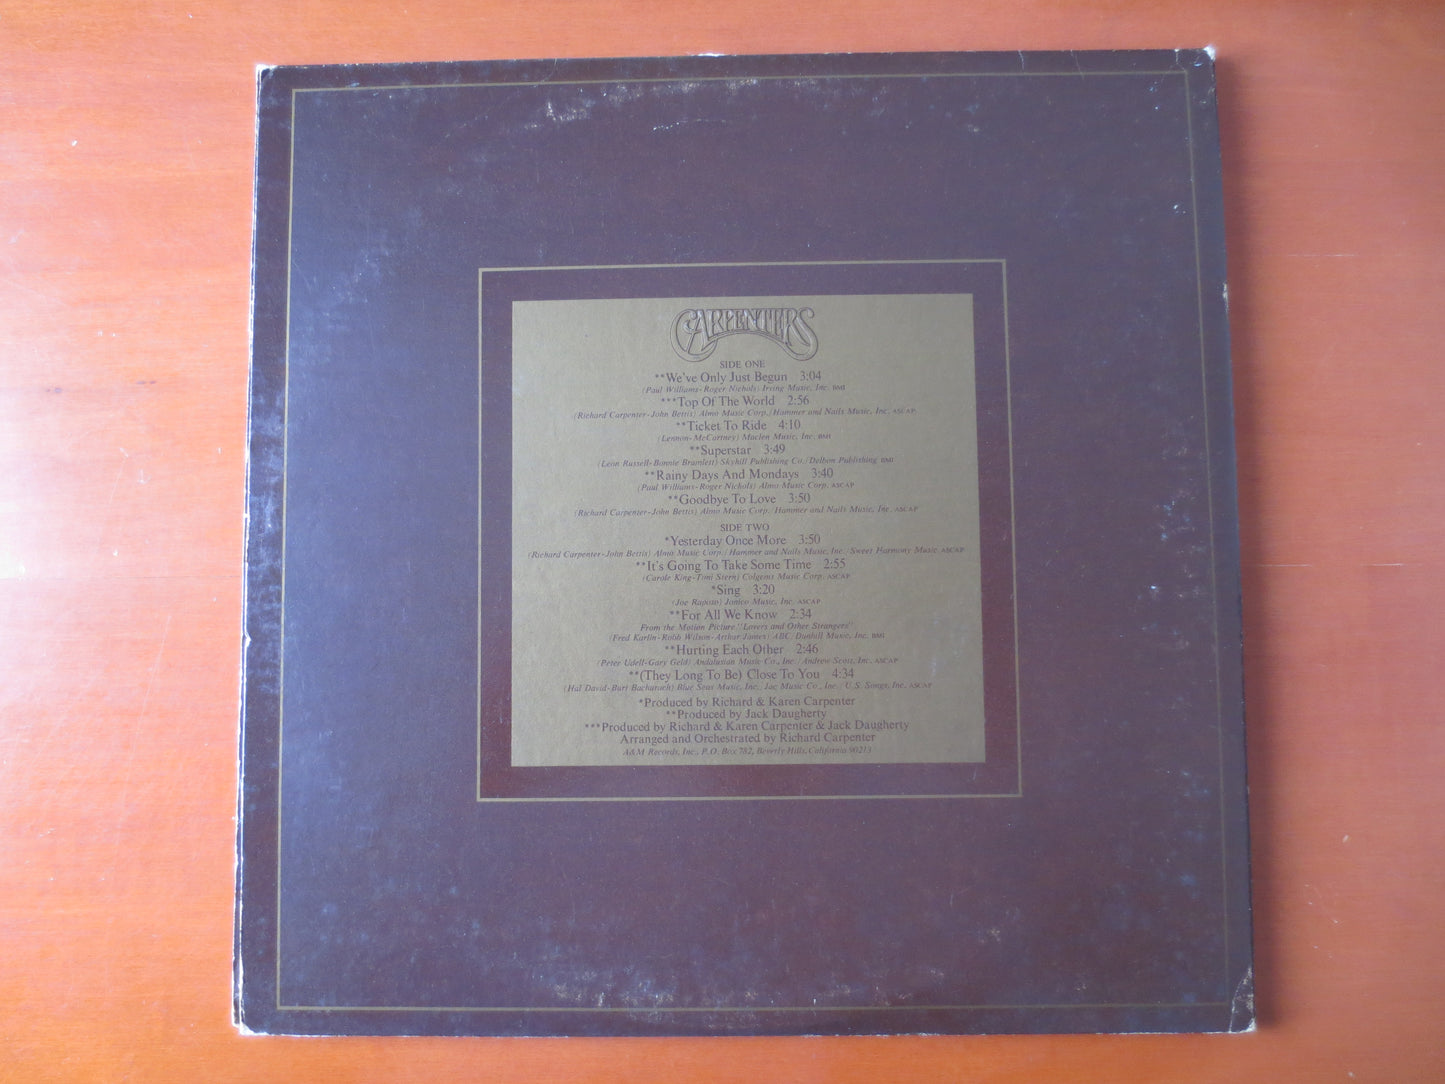 CARPENTERS
SIDE ONE
**We've Only Just Begun 3:04
(Paul Williams-Roger Nichols) Irving Music, Inc. BMI
***Top Of The World 2:56
(Richard Carpenter-John Bettis) Almo Music Corp./Hammer and Nails Music, Inc. ASCAP
**Ticket To Ride 4:10
(Lennon-McCartney) Maclen Music, Inc. BMI
**Superstar 3:49
(Leon Russell-Bonnie Bramlett) Skyhill Publishing Co./Delbon Publishing BMI
**Rainy Days And Mondays 3:40
(Paul Williams-Roger Nichols) Almo Music Corp. ASCAP
**Goodbye To Love 3:50
(Richard Carpenter-John Bettis) Almo Music Corp./Hammer and Nails Music, Inc. ASCAP
SIDE TWO
*Yesterday Once More 3:50
(Richard Carpenter-John Bettis) Almo Music Corp./Hammer and Nails Music, Inc./Sweet Harmony Music ASCAP
**It's Going To Take Some Time 2:55
(Carole King-Toni Stern) Colgems Music Corp. ASCAP
*Sing 3:20
(Joe Raposo) Jonico Music, Inc. ASCAP
**For All We Know 2:34
From the Motion Picture "Lovers and Other Strangers"
(Fred Karlin-Robb Wilson-Arthur James) ABC/Dunhill Music, Inc. BMI
**Hurting Each Other 2:46
(Peter Udell-Gary Geld) Andalusian Music Co., Inc./Andrew Scott, Inc. ASCAP
**(They Long To Be) Close To You 4:34
(Hal David-Burt Bacharach) Blue Seas Music, Inc./Jac Music Co., Inc./U.S. Songs, Inc. ASCAP
*Produced by Richard & Karen Carpenter
**Produced by Jack Daugherty
***Produced by Richard & Karen Carpenter & Jack Daugherty
Arranged and Orchestrated by Richard Carpenter
A&M Records, Inc., P.O. Box 782, Beverly Hills, California 90213